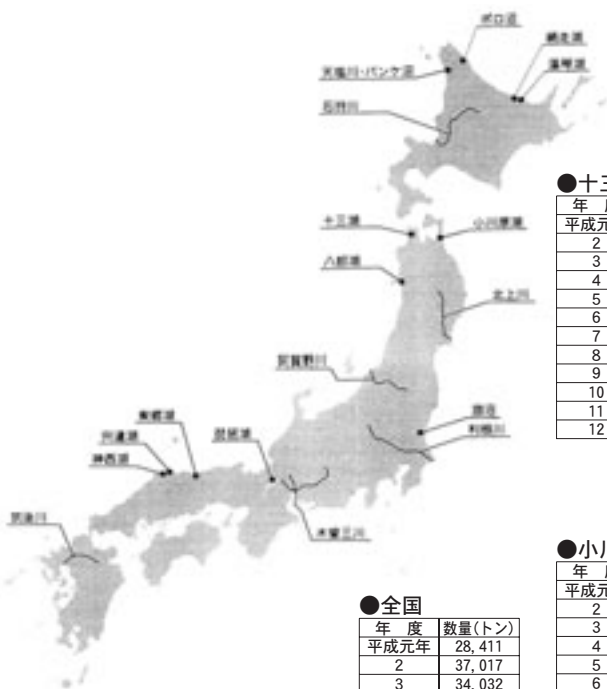 ポロ沼
網走湖
藻琴湖
天塩川・パンケ沼
石狩川
十三湖
小川原湖
八郎湖
北上川
阿賀野川
涸沼
利根川
東郷湖
宍道湖
神西湖
琵琶湖
木曽三川
筑後川
●十三
年
平成元
2
3
4
5
6
7
8
9
10
11
12
●全国
年 度 数量(トン)
平成元年 28,411
2 37,017
3 34,032
●小川
年
平成元
2
3
4
5
6